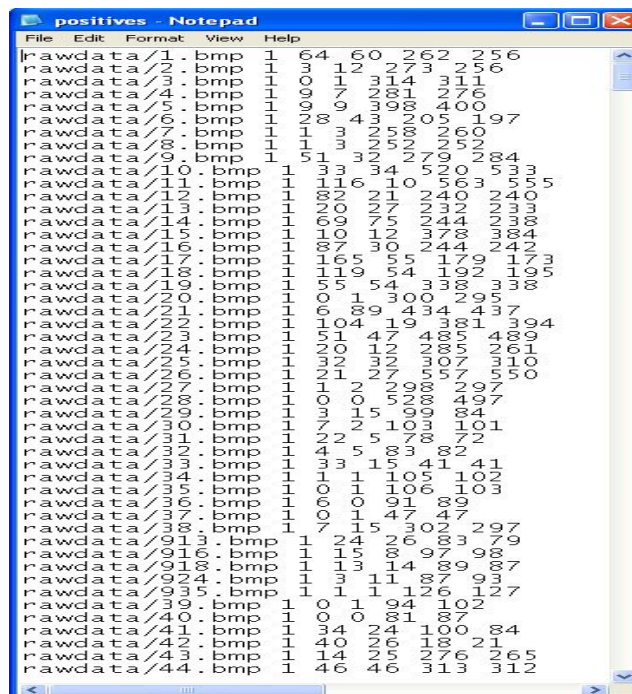 positives - Notepad
File Edit Format View Help
rawdata/1.bmp 1 64 60 262 256
rawdata/2.bmp 1 3 12 273 256
rawdata/3.bmp 1 0 1 314 311
rawdata/4.bmp 1 9 7 281 276
rawdata/5.bmp 1 9 9 398 400
rawdata/6.bmp 1 28 43 205 197
rawdata/7.bmp 1 1 3 258 260
rawdata/8.bmp 1 1 3 252 252
rawdata/9.bmp 1 51 32 279 284
rawdata/10.bmp 1 33 34 520 533
rawdata/11.bmp 1 116 10 563 555
rawdata/12.bmp 1 82 21 240 240
rawdata/13.bmp 1 20 27 232 233
rawdata/14.bmp 1 69 75 244 238
rawdata/15.bmp 1 10 12 378 384
rawdata/16.bmp 1 87 30 244 242
rawdata/17.bmp 1 165 55 179 173
rawdata/18.bmp 1 119 54 192 195
rawdata/19.bmp 1 55 54 338 338
rawdata/20.bmp 1 0 1 300 295
rawdata/21.bmp 1 6 89 434 437
rawdata/22.bmp 1 104 19 381 394
rawdata/23.bmp 1 51 47 485 489
rawdata/24.bmp 1 20 12 285 261
rawdata/25.bmp 1 32 32 307 310
rawdata/26.bmp 1 21 27 557 550
rawdata/27.bmp 1 1 2 298 297
rawdata/28.bmp 1 0 0 528 497
rawdata/29.bmp 1 3 15 99 84
rawdata/30.bmp 1 7 2 103 101
rawdata/31.bmp 1 22 5 78 72
rawdata/32.bmp 1 4 5 83 82
rawdata/33.bmp 1 33 15 41 41
rawdata/34.bmp 1 1 1 105 102
rawdata/35.bmp 1 0 1 106 103
rawdata/36.bmp 1 6 0 91 89
rawdata/37.bmp 1 0 1 47 47
rawdata/38.bmp 1 7 15 302 297
rawdata/913.bmp 1 24 26 83 79
rawdata/916.bmp 1 15 8 97 98
rawdata/918.bmp 1 13 14 89 87
rawdata/924.bmp 1 3 11 87 93
rawdata/935.bmp 1 1 1 126 127
rawdata/39.bmp 1 0 1 94 102
rawdata/40.bmp 1 0 0 81 87
rawdata/41.bmp 1 34 24 100 84
rawdata/42.bmp 1 40 26 18 21
rawdata/43.bmp 1 14 25 276 265
rawdata/44.bmp 1 46 46 313 312